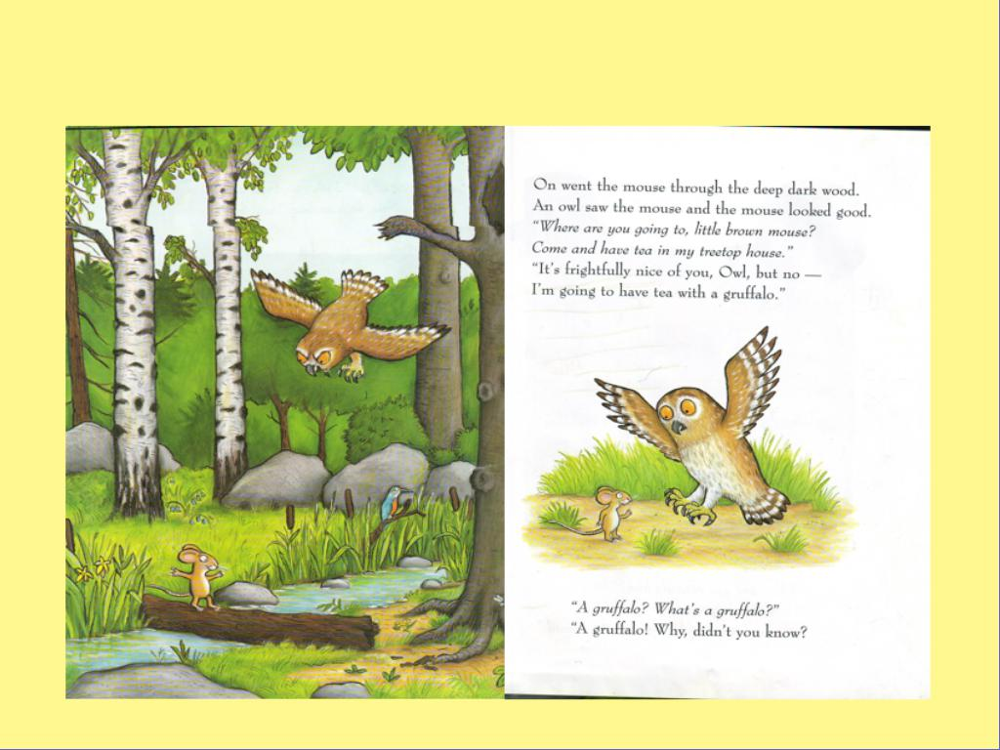 On went the mouse through the deep dark wood.
An owl saw the mouse and the mouse looked good.
“Where are you going to, little brown mouse?
Come and have tea in my treetop house.”
“It’s frightfully nice of you, Owl, but no —
I’m going to have tea with a gruffalo.”
“A gruffalo? What’s a gruffalo?”
“A gruffalo! Why, didn’t you know?